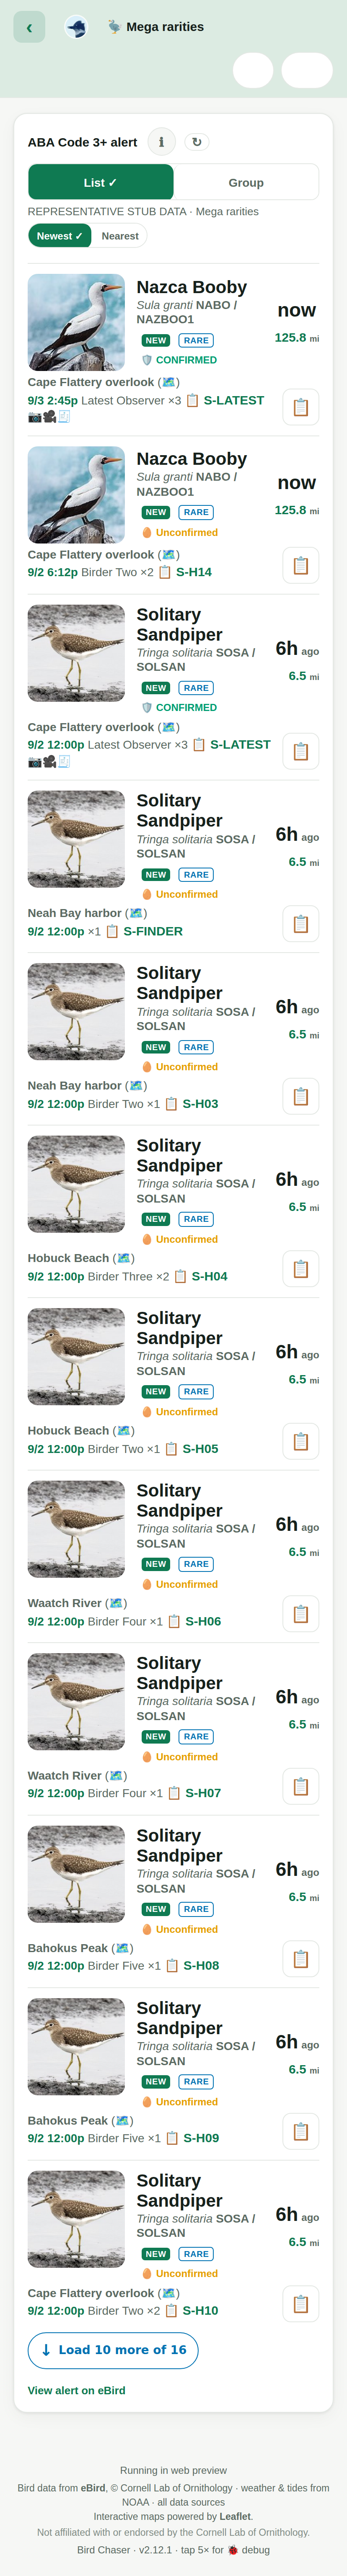 ‹ 🦤 Mega rarities
ABA Code 3+ alert ℹ ↻
List ✓ Group
REPRESENTATIVE STUB DATA · Mega rarities
Newest ✓ Nearest
Nazca Booby
Sula granti NABO /
NAZBOO1
now
125.8 mi
NEW RARE
🛡️ CONFIRMED
Cape Flattery overlook (🗺️)
9/3 2:45p Latest Observer ×3 📋 S-LATEST
📷🎥🧾
Nazca Booby
Sula granti NABO /
NAZBOO1
now
125.8 mi
NEW RARE
🥚 Unconfirmed
Cape Flattery overlook (🗺️)
9/2 6:12p Birder Two ×2 📋 S-H14
Solitary
Sandpiper
Tringa solitaria SOSA /
SOLSAN
6h ago
6.5 mi
NEW RARE
🛡️ CONFIRMED
Cape Flattery overlook (🗺️)
9/2 12:00p Latest Observer ×3 📋 S-LATEST
📷🎥🧾
Solitary
Sandpiper
Tringa solitaria SOSA /
SOLSAN
6h ago
6.5 mi
NEW RARE
🥚 Unconfirmed
Neah Bay harbor (🗺️)
9/2 12:00p ×1 📋 S-FINDER
Solitary
Sandpiper
Tringa solitaria SOSA /
SOLSAN
6h ago
6.5 mi
NEW RARE
🥚 Unconfirmed
Neah Bay harbor (🗺️)
9/2 12:00p Birder Two ×1 📋 S-H03
Solitary
Sandpiper
Tringa solitaria SOSA /
SOLSAN
6h ago
6.5 mi
NEW RARE
🥚 Unconfirmed
Hobuck Beach (🗺️)
9/2 12:00p Birder Three ×2 📋 S-H04
Solitary
Sandpiper
Tringa solitaria SOSA /
SOLSAN
6h ago
6.5 mi
NEW RARE
🥚 Unconfirmed
Hobuck Beach (🗺️)
9/2 12:00p Birder Two ×1 📋 S-H05
Solitary
Sandpiper
Tringa solitaria SOSA /
SOLSAN
6h ago
6.5 mi
NEW RARE
🥚 Unconfirmed
Waatch River (🗺️)
9/2 12:00p Birder Four ×1 📋 S-H06
Solitary
Sandpiper
Tringa solitaria SOSA /
SOLSAN
6h ago
6.5 mi
NEW RARE
🥚 Unconfirmed
Waatch River (🗺️)
9/2 12:00p Birder Four ×1 📋 S-H07
Solitary
Sandpiper
Tringa solitaria SOSA /
SOLSAN
6h ago
6.5 mi
NEW RARE
🥚 Unconfirmed
Bahokus Peak (🗺️)
9/2 12:00p Birder Five ×1 📋 S-H08
Solitary
Sandpiper
Tringa solitaria SOSA /
SOLSAN
6h ago
6.5 mi
NEW RARE
🥚 Unconfirmed
Bahokus Peak (🗺️)
9/2 12:00p Birder Five ×1 📋 S-H09
Solitary
Sandpiper
Tringa solitaria SOSA /
SOLSAN
6h ago
6.5 mi
NEW RARE
🥚 Unconfirmed
Cape Flattery overlook (🗺️)
9/2 12:00p Birder Two ×2 📋 S-H10
↓ Load 10 more of 16
View alert on eBird
Running in web preview
Bird data from eBird, © Cornell Lab of Ornithology · weather & tides from
NOAA · all data sources
Interactive maps powered by Leaflet.
Not affiliated with or endorsed by the Cornell Lab of Ornithology.
Bird Chaser · v2.12.1 · tap 5× for 🐞 debug